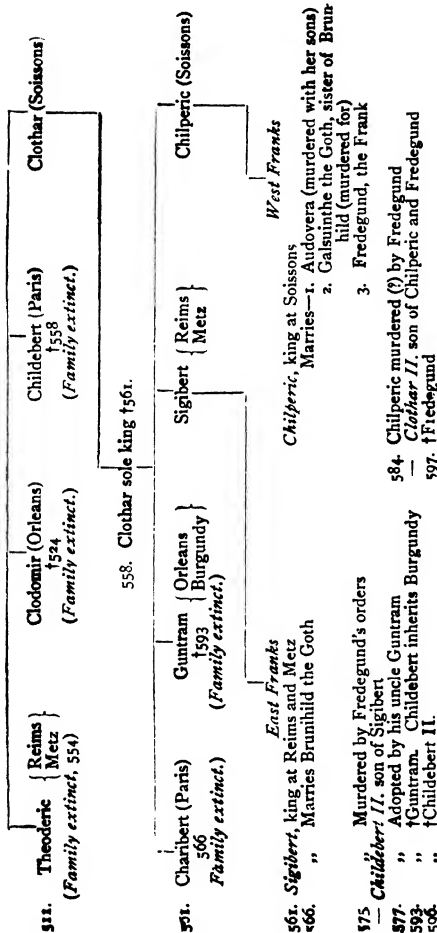 511. Theoderic { Reims Metz } Clodomir (Orleans) Childebert (Paris) Clothar (Soissons)
(Family extinct, 554) †524 †558
(Family extinct.) (Family extinct.)
558. Clothar sole king †561.
561. Charibert (Paris) Guntram { Orleans Burgundy } Sigibert { Reims Metz } Chilperic (Soissons)
566 †593
Family extinct.) (Family extinct.)
East Franks West Franks
561. Sigibert, king at Reims and Metz Chilperic, king at Soissons
566. „ Marries Brunihild the Goth Marries—1. Audovera (murdered with her sons)
2. Galsuinthe the Goth, sister of Brun-
hild (murdered for)
3. Fredegund, the Frank
575 „ Murdered by Fredegund's orders 584. Chilperic murdered (?) by Fredegund
— Childebert II. son of Sigibert — Clothar II. son of Chilperic and Fredegund
577. „ Adopted by his uncle Guntram 597. †Fredegund
593. „ †Guntram. Childebert inherits Burgundy
596. „ †Childebert II.